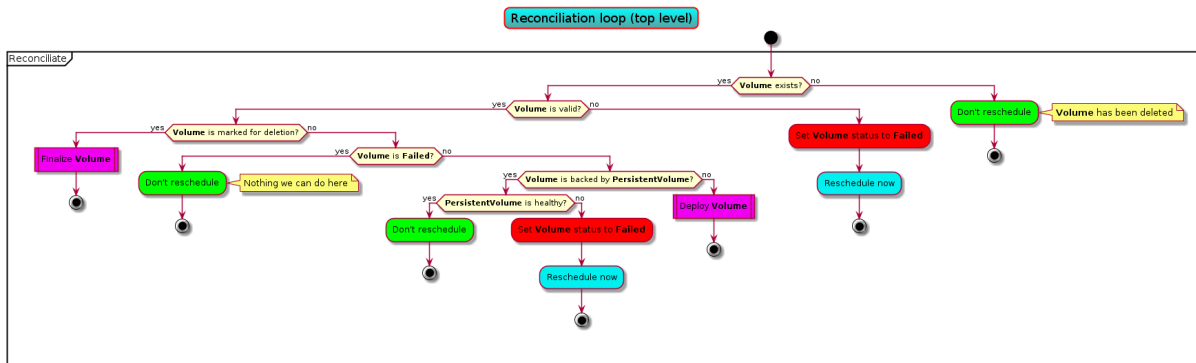 Reconciliation loop (top level)
Reconciliate
yes
Volume exists?
no
yes
Volume is valid?
no
Don't reschedule
Volume has been deleted
yes
Volume is marked for deletion?
no
Set Volume status to Failed
Finalize Volume
yes
Volume is Failed?
no
Reschedule now
Don't reschedule
Nothing we can do here
yes
Volume is backed by PersistentVolume?
no
yes
PersistentVolume is healthy?
no
Deploy Volume
Don't reschedule
Set Volume status to Failed
Reschedule now